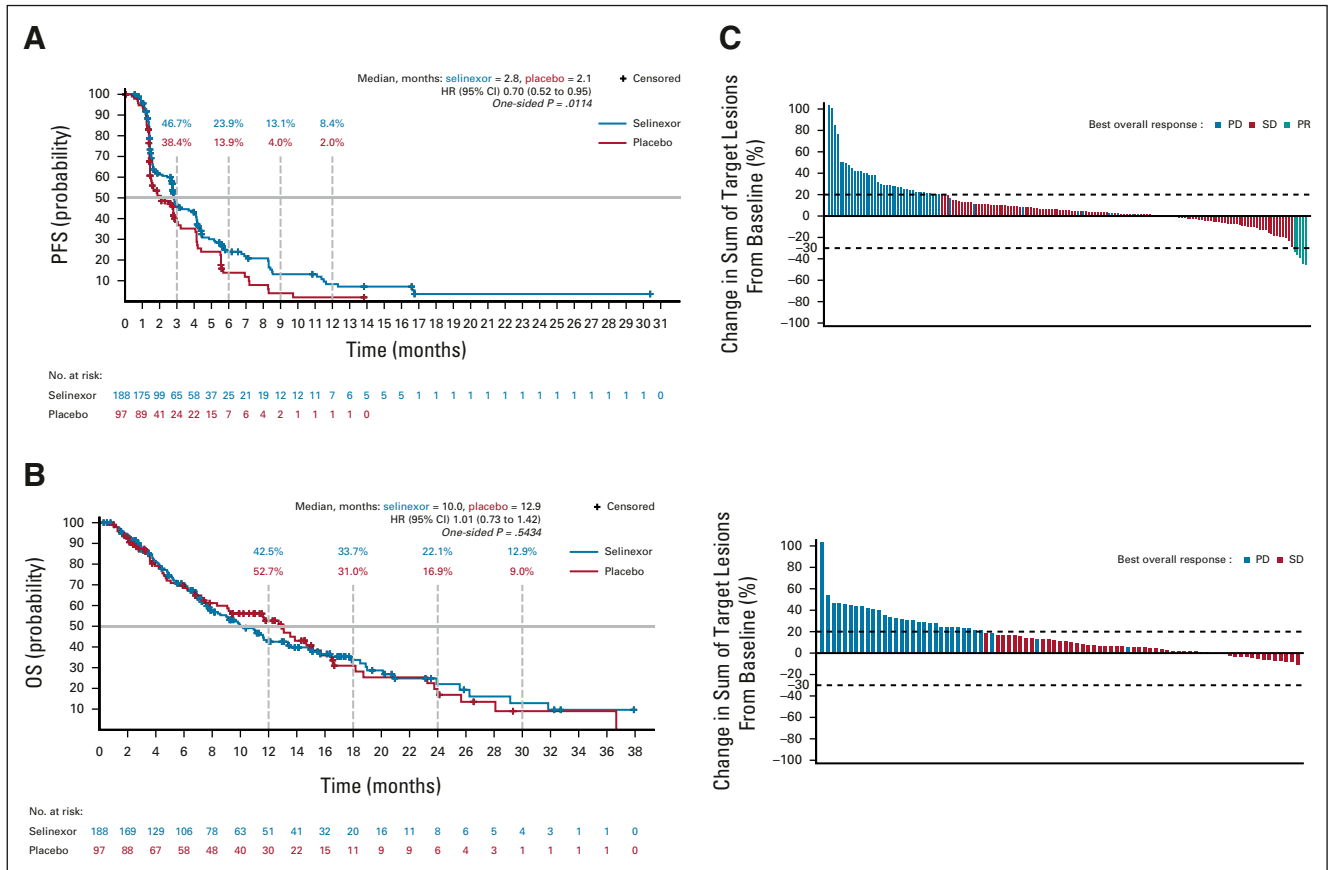 A
Median, months: selinexor = 2.8, placebo = 2.1
HR (95% CI) 0.70 (0.52 to 0.95)
One-sided P = .0114
+ Censored
Selinexor
Placebo
46.7% 23.9% 13.1% 8.4%
38.4% 13.9% 4.0% 2.0%
PFS (probability)
100
90
80
70
60
50
40
30
20
10
0 1 2 3 4 5 6 7 8 9 10 11 12 13 14 15 16 17 18 19 20 21 22 23 24 25 26 27 28 29 30 31
Time (months)
No. at risk:
Selinexor 188 175 99 65 58 37 25 21 19 12 12 11 7 6 5 5 5 1 1 1 1 1 1 1 1 1 1 1 1 1 1 0
Placebo 97 89 41 24 22 15 7 6 4 2 1 1 1 1 0
B
Median, months: selinexor = 10.0, placebo = 12.9
HR (95% CI) 1.01 (0.73 to 1.42)
One-sided P = .5434
+ Censored
Selinexor
Placebo
42.5% 33.7% 22.1% 12.9%
52.7% 31.0% 16.9% 9.0%
OS (probability)
100
90
80
70
60
50
40
30
20
10
0 2 4 6 8 10 12 14 16 18 20 22 24 26 28 30 32 34 36 38
Time (months)
No. at risk:
Selinexor 188 169 129 106 78 63 51 41 32 20 16 11 8 6 5 4 3 1 1 0
Placebo 97 88 67 58 48 40 30 22 15 11 9 9 6 4 3 1 1 1 1 0
C
Change in Sum of Target Lesions
From Baseline (%)
Best overall response : PD SD PR
100
80
60
40
20
0
−20
−30
−40
−60
−80
−100
Change in Sum of Target Lesions
From Baseline (%)
Best overall response : PD SD
100
80
60
40
20
0
−20
−30
−40
−60
−80
−100